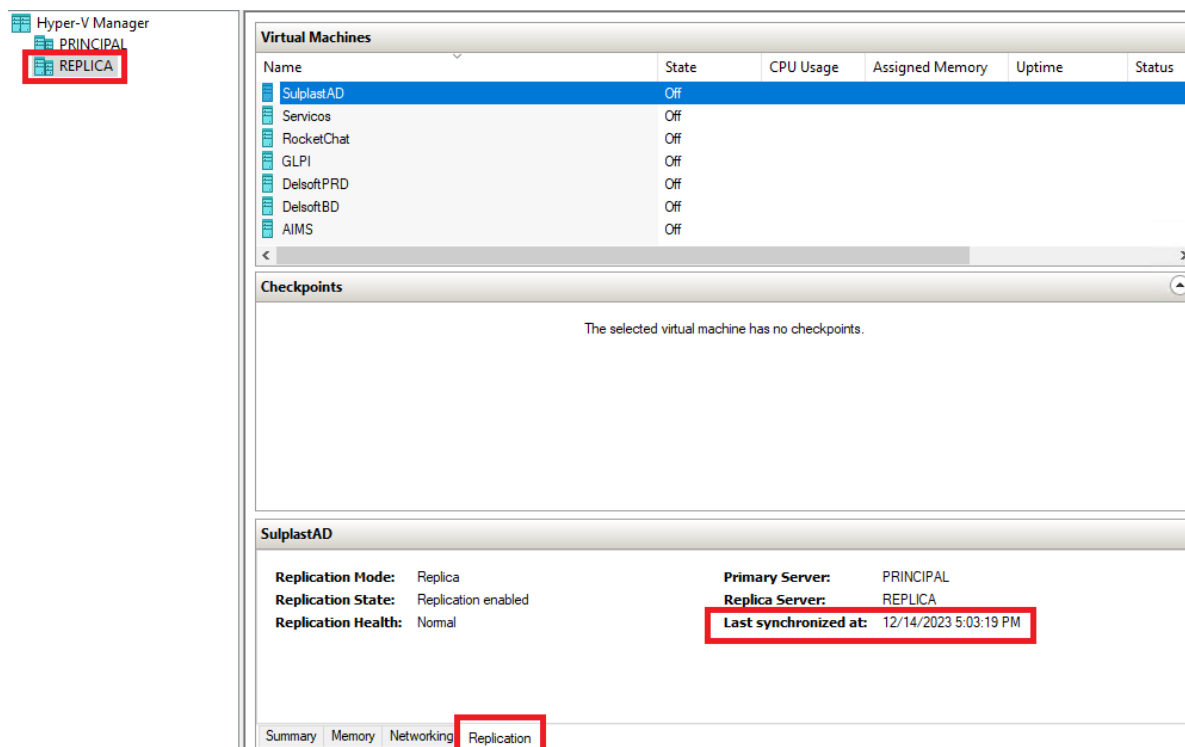 Hyper-V Manager
PRINCIPAL
REPLICA
Virtual Machines
Name State CPU Usage Assigned Memory Uptime Status
SulplastAD Off
Servicos Off
RocketChat Off
GLPI Off
DelsoftPRD Off
DelsoftBD Off
AIMS Off
Checkpoints
The selected virtual machine has no checkpoints.
SulplastAD
Replication Mode: Replica Primary Server: PRINCIPAL
Replication State: Replication enabled Replica Server: REPLICA
Replication Health: Normal Last synchronized at: 12/14/2023 5:03:19 PM
Summary Memory Networking Replication